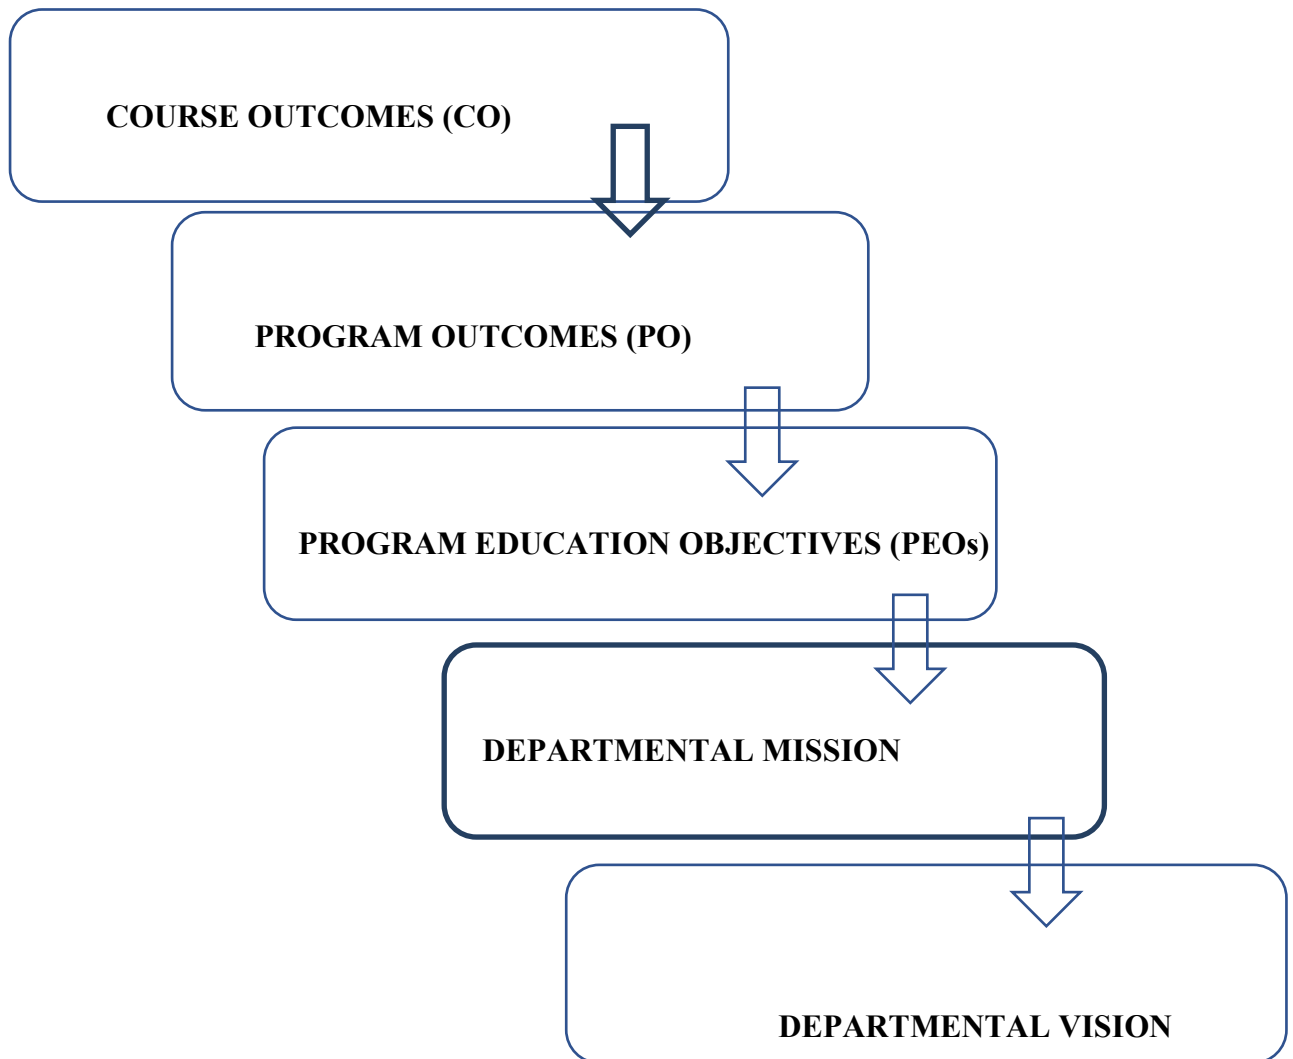 COURSE OUTCOMES (CO)
PROGRAM OUTCOMES (PO)
PROGRAM EDUCATION OBJECTIVES (PEOs)
DEPARTMENTAL MISSION
DEPARTMENTAL VISION